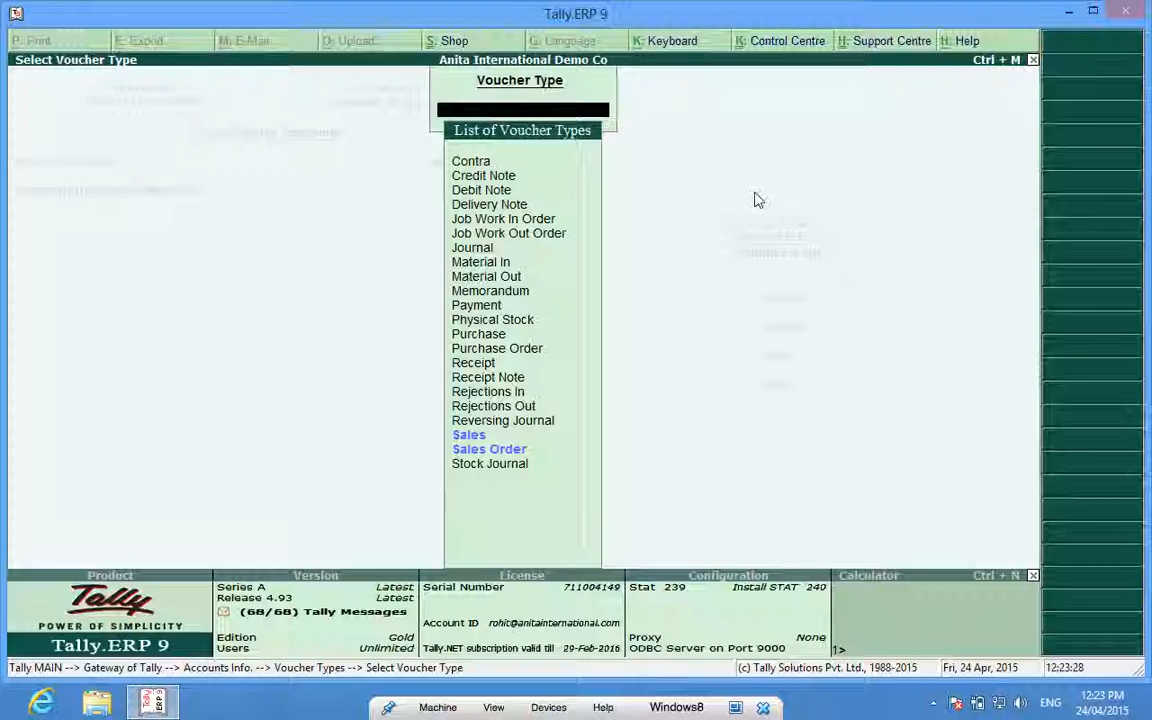 Tally.ERP 9
P: Print E: Export M: E-Mail O: Upload S: Shop G: Language K: Keyboard K: Control Centre H: Support Centre H: Help
Select Voucher Type Anita International Demo Co Ctrl + M
Voucher Type
List of Voucher Types
Contra
Credit Note
Debit Note
Delivery Note
Job Work In Order
Job Work Out Order
Journal
Material In
Material Out
Memorandum
Payment
Physical Stock
Purchase
Purchase Order
Receipt
Receipt Note
Rejections In
Rejections Out
Reversing Journal
Sales
Sales Order
Stock Journal
Product Version License Configuration Calculator Ctrl + N
Tally
POWER OF SIMPLICITY
Tally.ERP 9
Series A Latest
Release 4.93 Latest
(68/68) Tally Messages
Edition Gold
Users Unlimited
Serial Number 711004149
Account ID rohit@anitainternational.com
Tally.NET subscription valid till 29-Feb-2016
Stat 239 Install STAT 240
Proxy None
ODBC Server on Port 9000
1>
Tally MAIN --> Gateway of Tally --> Accounts Info. --> Voucher Types --> Select Voucher Type (c) Tally Solutions Pvt. Ltd., 1988-2015 Fri, 24 Apr, 2015 12:23:28
Machine View Devices Help Windows8
ENG
12:23 PM
24/04/2015